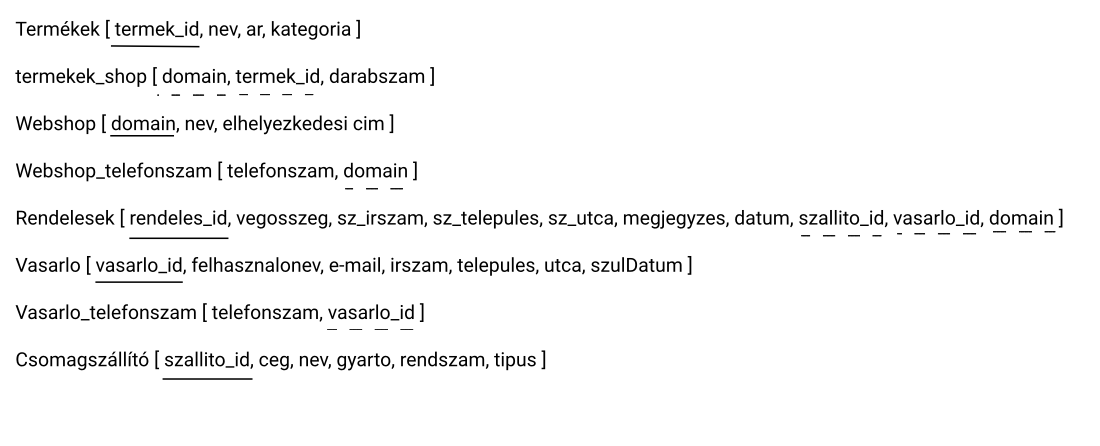 Termékek [ termek_id, nev, ar, kategoria ]
termekek_shop [ domain, termek_id, darabszam ]
Webshop [ domain, nev, elhelyezkedesi cim ]
Webshop_telefonszam [ telefonszam, domain ]
Rendelesek [ rendeles_id, vegosszeg, sz_irszam, sz_telepules, sz_utca, megjegyzes, datum, szallito_id, vasarlo_id, domain ]
Vasarlo [ vasarlo_id, felhasznalonev, e-mail, irszam, telepules, utca, szulDatum ]
Vasarlo_telefonszam [ telefonszam, vasarlo_id ]
Csomagszállító [ szallito_id, ceg, nev, gyarto, rendszam, tipus ]